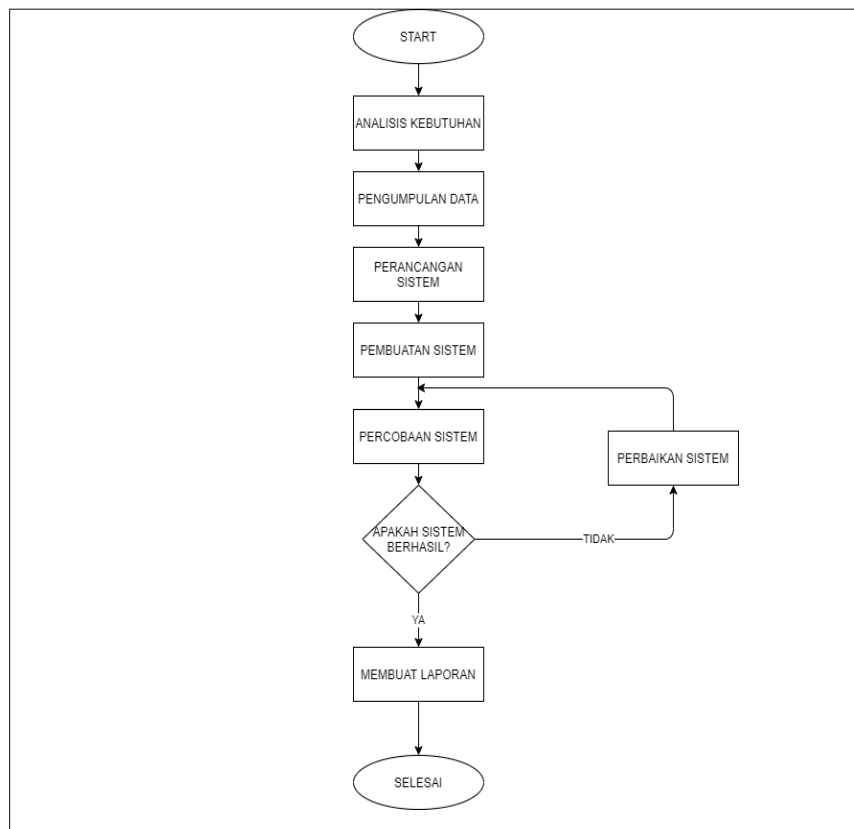 START
ANALISIS KEBUTUHAN
PENGUMPULAN DATA
PERANCANGAN
SISTEM
PEMBUATAN SISTEM
PERCOBAAN SISTEM
PERBAIKAN SISTEM
APAKAH SISTEM
BERHASIL?
TIDAK
YA
MEMBUAT LAPORAN
SELESAI